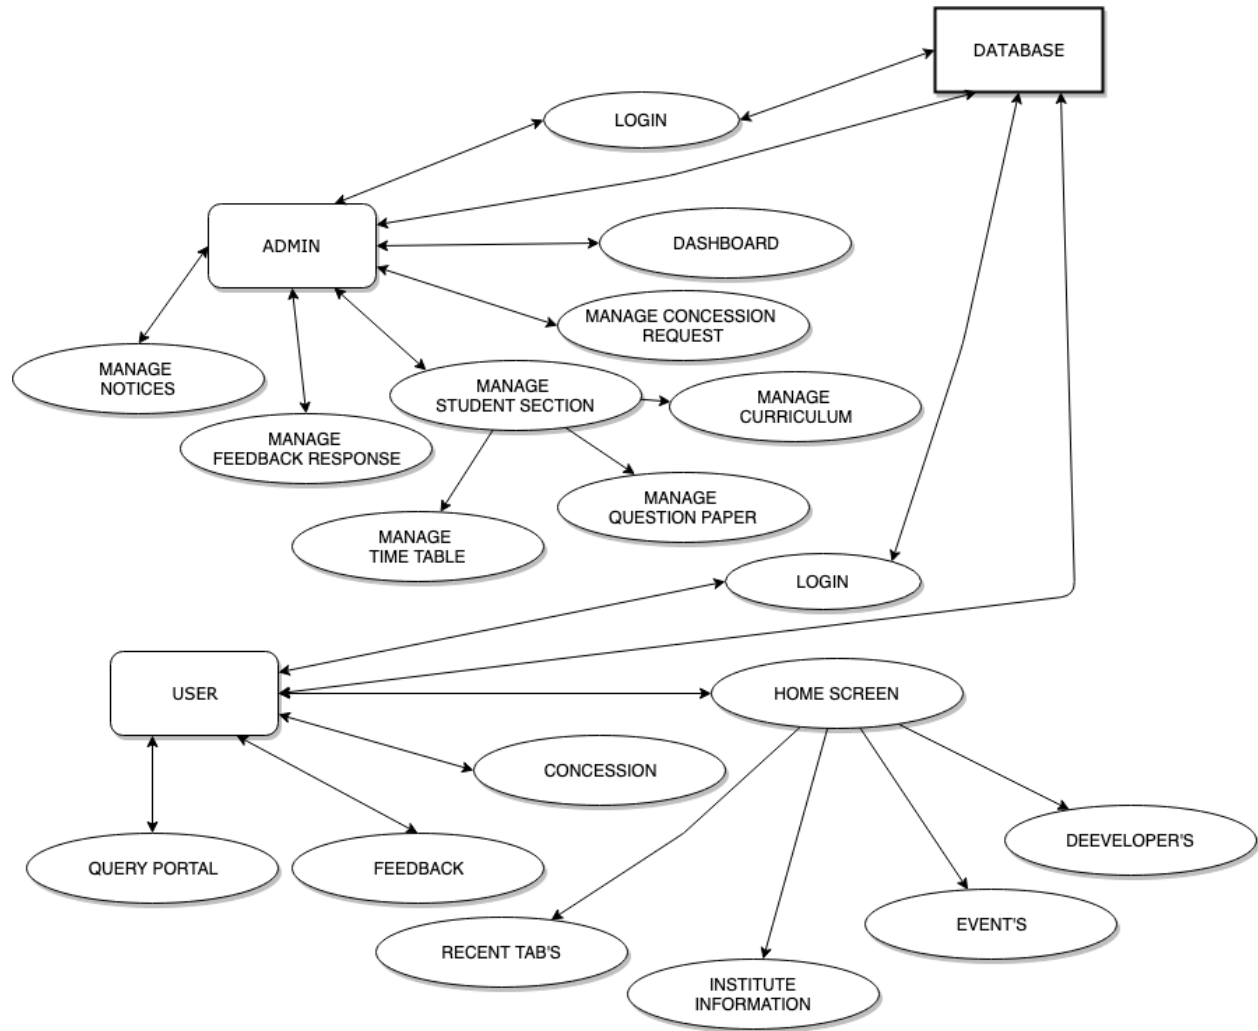 DATABASE
LOGIN
ADMIN
DASHBOARD
MANAGE CONCESSION
REQUEST
MANAGE
NOTICES
MANAGE
STUDENT SECTION
MANAGE
CURRICULUM
MANAGE
FEEDBACK RESPONSE
MANAGE
QUESTION PAPER
MANAGE
TIME TABLE
LOGIN
USER
HOME SCREEN
CONCESSION
DEEVELOPER'S
QUERY PORTAL
FEEDBACK
EVENT'S
RECENT TAB'S
INSTITUTE
INFORMATION